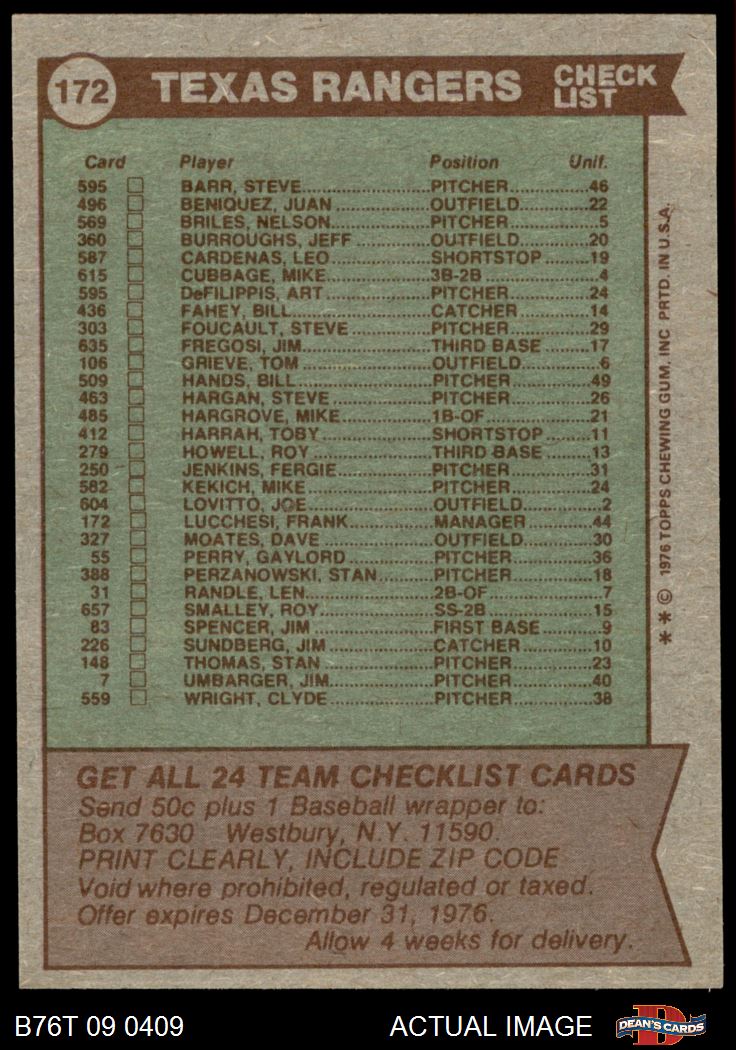 172 TEXAS RANGERS CHECK LIST
Card Player Position Unif.
595 BARR, STEVE PITCHER 46
496 BENIQUEZ, JUAN OUTFIELD 22
569 BRILES, NELSON PITCHER 5
360 BURROUGHS, JEFF OUTFIELD 20
587 CARDENAS, LEO SHORTSTOP 19
615 CUBBAGE, MIKE 3B-2B 4
595 DeFILIPPIS, ART PITCHER 24
436 FAHEY, BILL CATCHER 14
303 FOUCAULT, STEVE PITCHER 29
635 FREGOSI, JIM THIRD BASE 17
106 GRIEVE, TOM OUTFIELD 6
509 HANDS, BILL PITCHER 49
463 HARGAN, STEVE PITCHER 26
485 HARGROVE, MIKE 1B-OF 21
412 HARRAH, TOBY SHORTSTOP 11
279 HOWELL, ROY THIRD BASE 13
250 JENKINS, FERGIE PITCHER 31
582 KEKICH, MIKE PITCHER 24
604 LOVITTO, JOE OUTFIELD 2
172 LUCCHESI, FRANK MANAGER 44
327 MOATES, DAVE OUTFIELD 30
55 PERRY, GAYLORD PITCHER 36
388 PERZANOWSKI, STAN PITCHER 18
31 RANDLE, LEN 2B-OF 7
657 SMALLEY, ROY SS-2B 15
83 SPENCER, JIM FIRST BASE 9
226 SUNDBERG, JIM CATCHER 10
148 THOMAS, STAN PITCHER 23
7 UMBARGER, JIM PITCHER 40
559 WRIGHT, CLYDE PITCHER 38
** © 1976 TOPPS CHEWING GUM, INC PRTD. IN U.S.A.
GET ALL 24 TEAM CHECKLIST CARDS
Send 50c plus 1 Baseball wrapper to:
Box 7630 Westbury, N.Y. 11590.
PRINT CLEARLY, INCLUDE ZIP CODE
Void where prohibited, regulated or taxed.
Offer expires December 31, 1976.
Allow 4 weeks for delivery.
B76T 09 0409 ACTUAL IMAGE DEAN'S CARDS